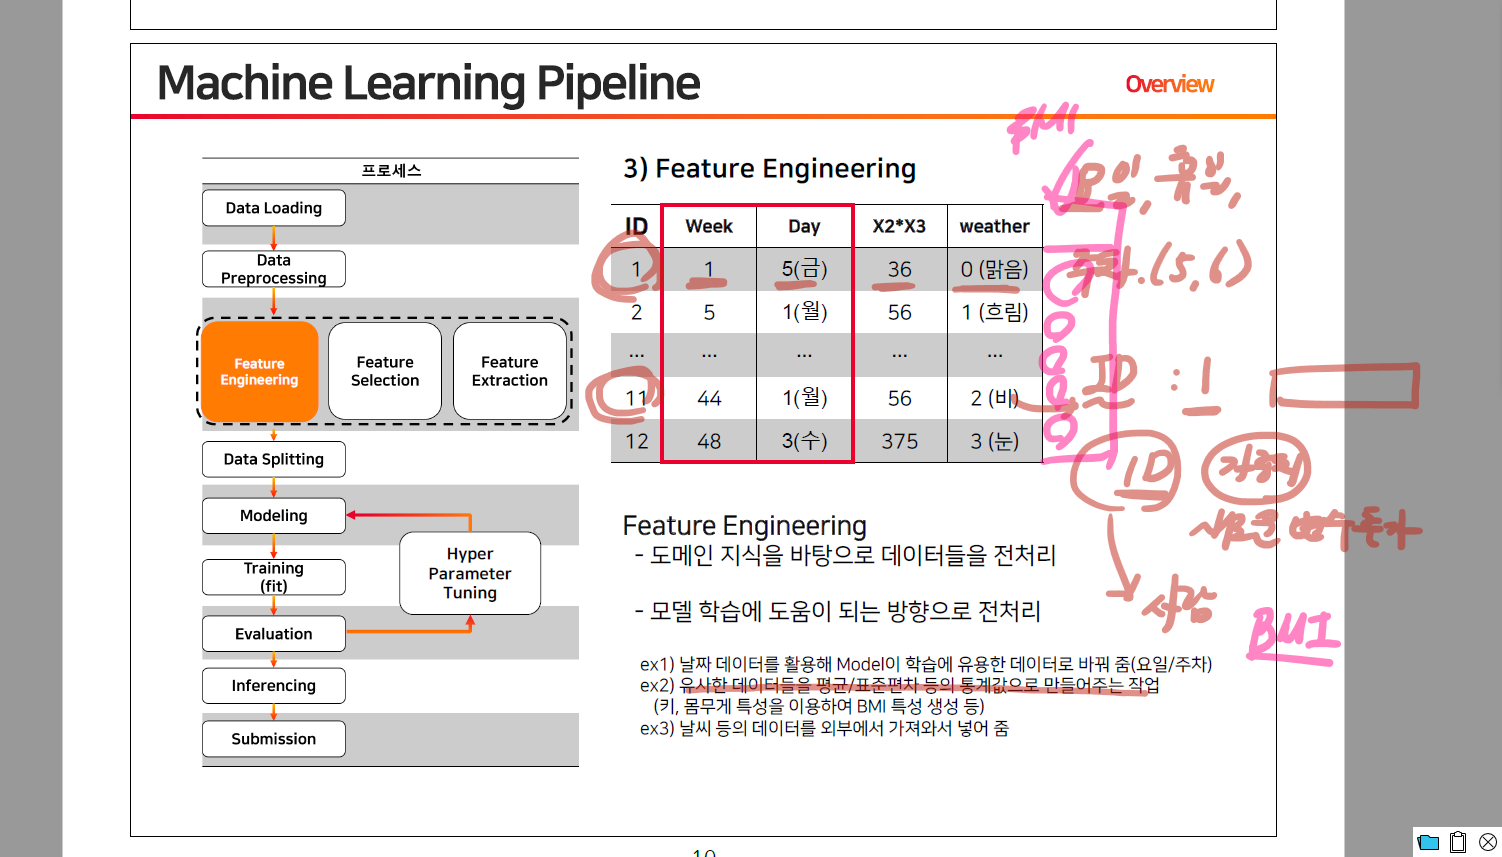 Machine Learning Pipeline
Overview
프로세스
Data Loading
Data
Preprocessing
Feature
Engineering
Feature
Selection
Feature
Extraction
Data Splitting
Modeling
Hyper
Parameter
Tuning
Training
(fit)
Evaluation
Inferencing
Submission
3) Feature Engineering
ID Week Day X2*X3 weather
1 1 5(금) 36 0 (맑음)
2 5 1(월) 56 1 (흐림)
... ... ... ... ...
11 44 1(월) 56 2 (비)
12 48 3(수) 375 3 (눈)
BMI
요일, 휴일,
(5,6)
ID : 1
ID
사람
BMI
Feature Engineering
- 도메인 지식을 바탕으로 데이터들을 전처리
- 모델 학습에 도움이 되는 방향으로 전처리
ex1) 날짜 데이터를 활용해 Model이 학습에 유용한 데이터로 바꿔 줌(요일/주차)
ex2) 유사한 데이터들을 평균/표준편차 등의 통계값으로 만들어주는 작업
(키, 몸무게 특성을 이용하여 BMI 특성 생성 등)
ex3) 날씨 등의 데이터를 외부에서 가져와서 넣어 줌
10